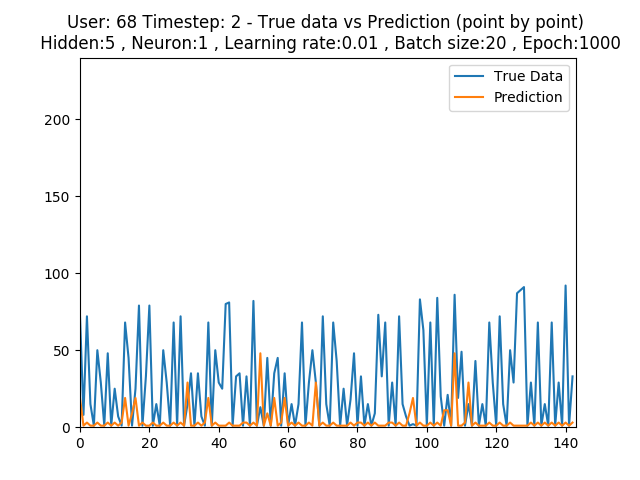 User: 68 Timestep: 2 - True data vs Prediction (point by point)
Hidden:5 , Neuron:1 , Learning rate:0.01 , Batch size:20 , Epoch:1000
True Data
Prediction
200
150
100
50
0
0 20 40 60 80 100 120 140